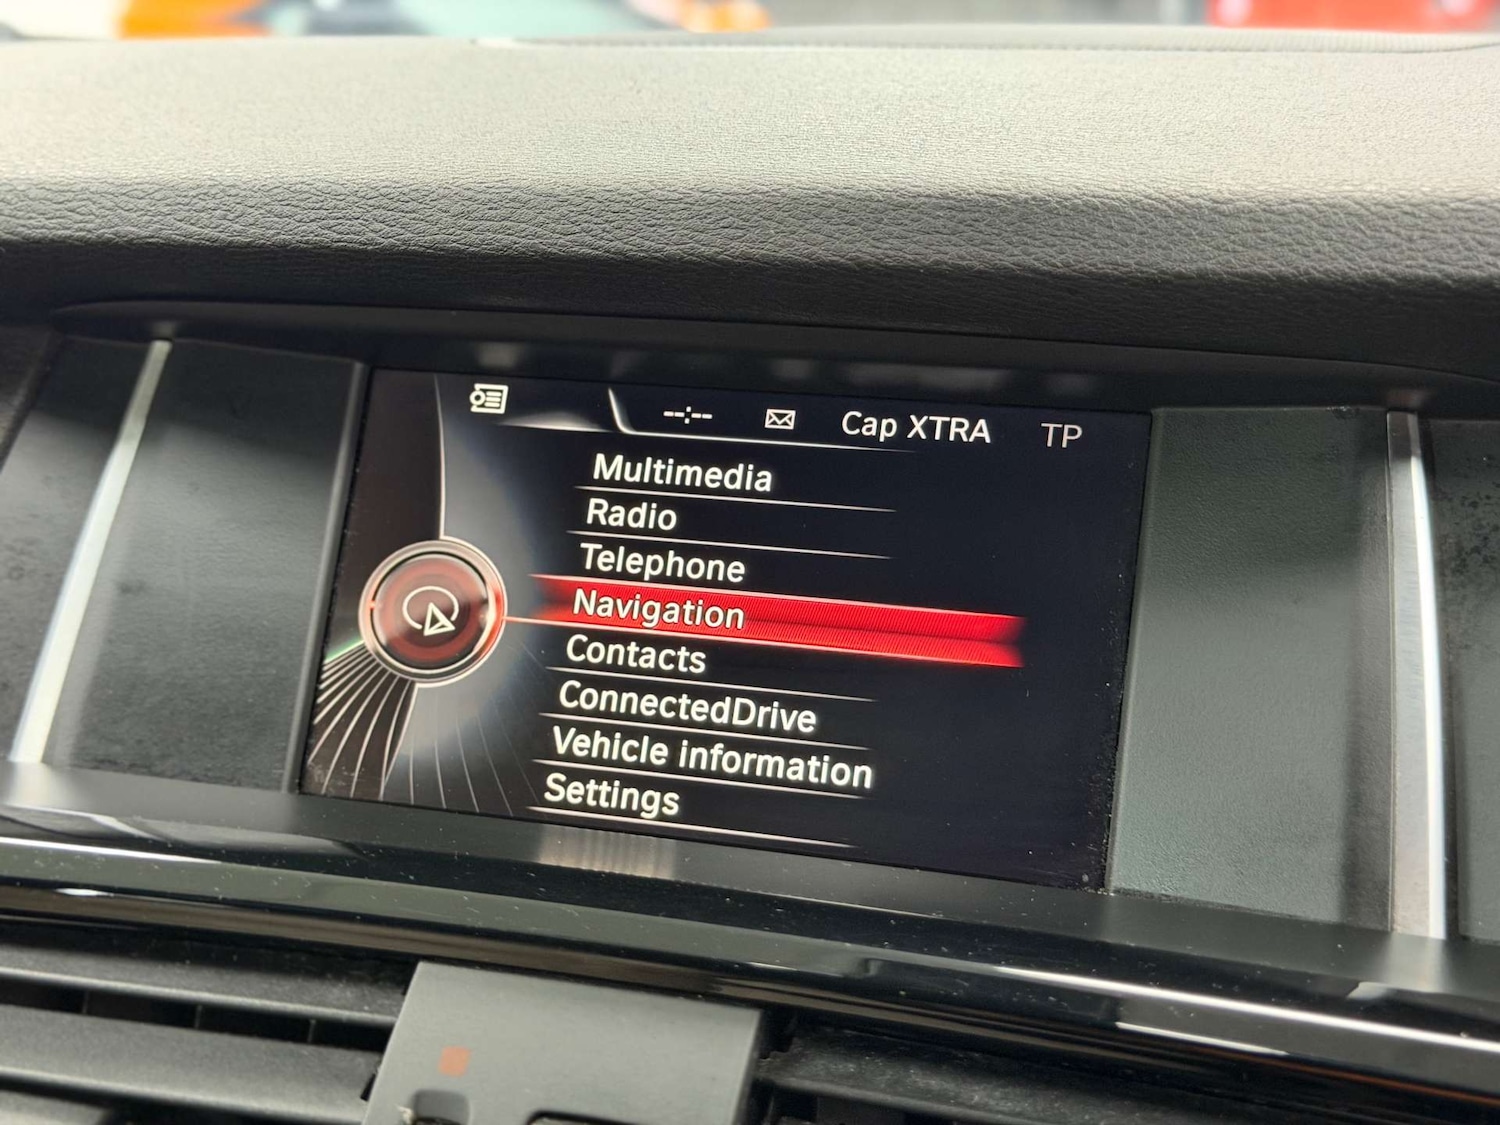 --:-- Cap XTRA TP
Multimedia
Radio
Telephone
Navigation
Contacts
ConnectedDrive
Vehicle information
Settings